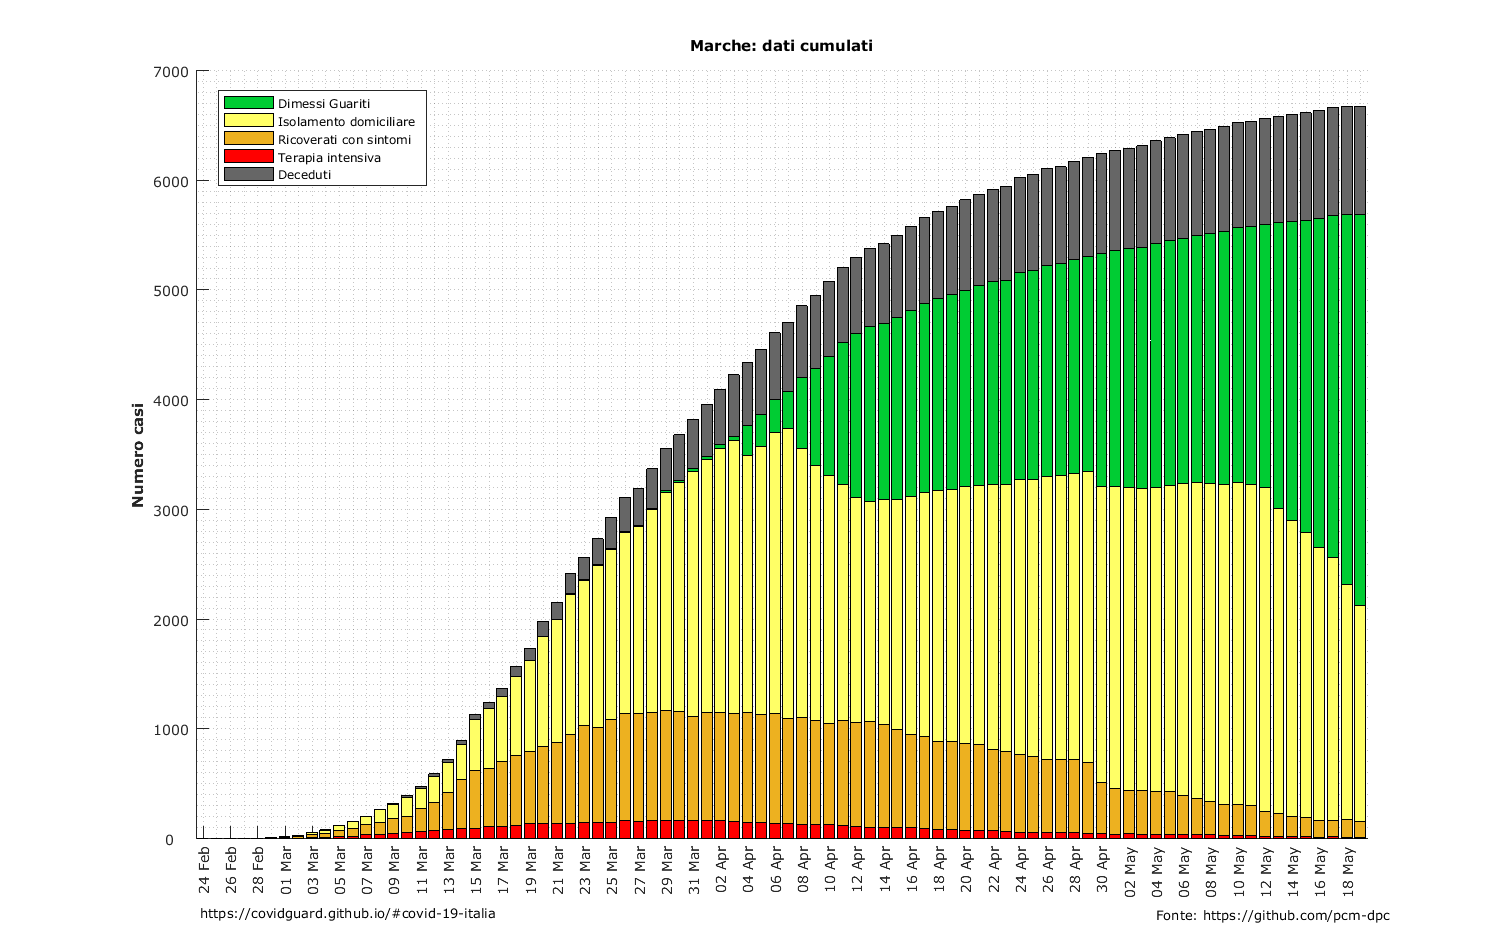 Marche: dati cumulati
7000
6000
5000
4000
3000
2000
1000
0
Numero casi
Dimessi Guariti
Isolamento domiciliare
Ricoverati con sintomi
Terapia intensiva
Deceduti
24 Feb
26 Feb
28 Feb
01 Mar
03 Mar
05 Mar
07 Mar
09 Mar
11 Mar
13 Mar
15 Mar
17 Mar
19 Mar
21 Mar
23 Mar
25 Mar
27 Mar
29 Mar
31 Mar
02 Apr
04 Apr
06 Apr
08 Apr
10 Apr
12 Apr
14 Apr
16 Apr
18 Apr
20 Apr
22 Apr
24 Apr
26 Apr
28 Apr
30 Apr
02 May
04 May
06 May
08 May
10 May
12 May
14 May
16 May
18 May
https://covidguard.github.io/#covid-19-italia
Fonte: https://github.com/pcm-dpc